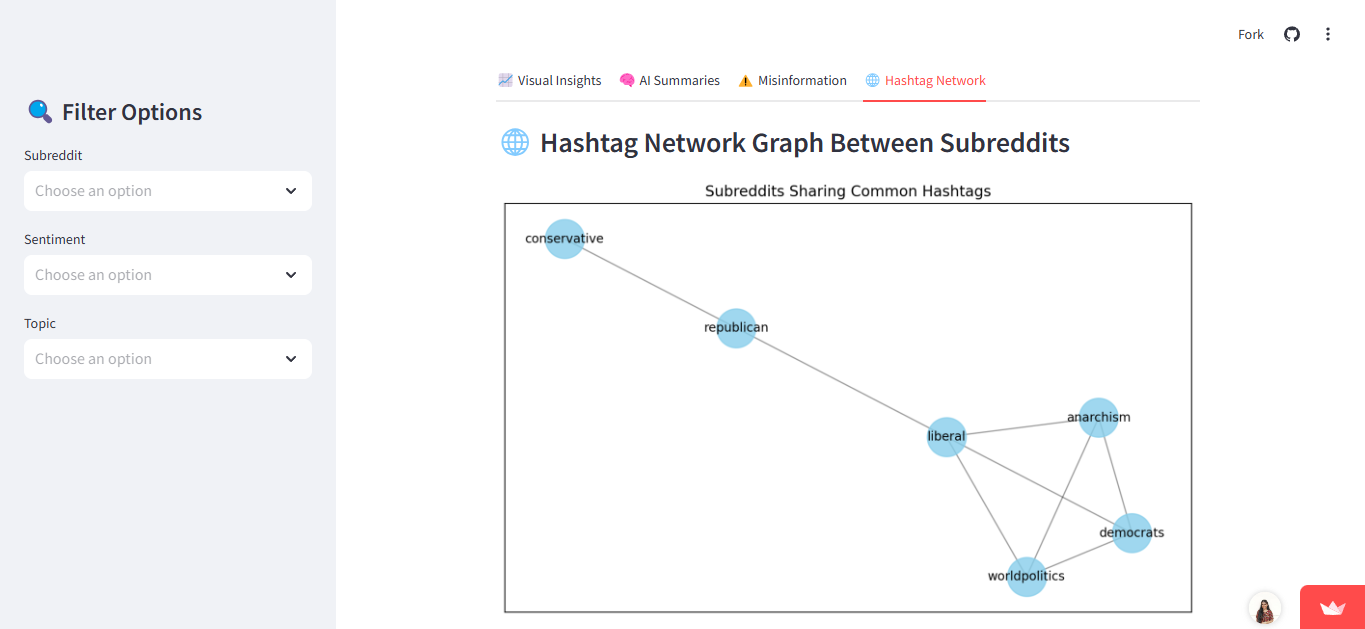 Fork
Visual Insights
AI Summaries
Misinformation
Hashtag Network
Filter Options
Subreddit
Choose an option
Sentiment
Choose an option
Topic
Choose an option
Hashtag Network Graph Between Subreddits
Subreddits Sharing Common Hashtags
conservative
republican
anarchism
liberal
democrats
worldpolitics